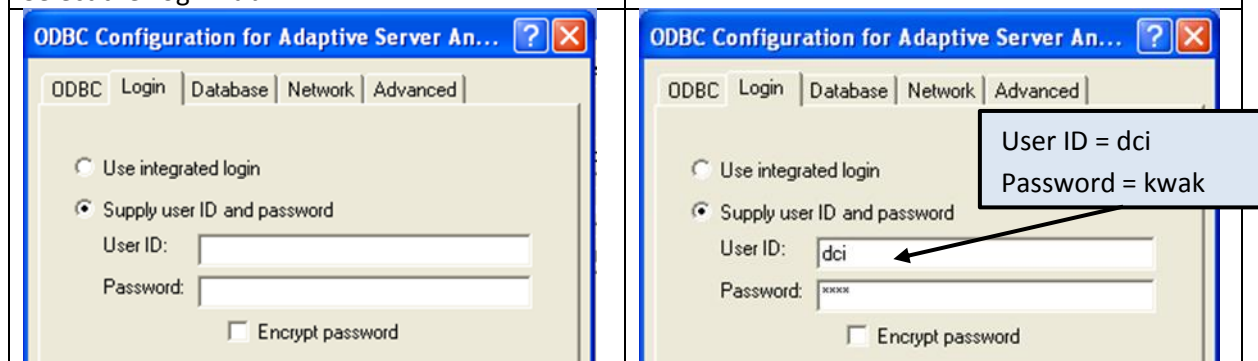 ODBC Configuration for Adaptive Server An...
ODBC Login Database Network Advanced
Use integrated login
Supply user ID and password
User ID:
Password:
Encrypt password
ODBC Configuration for Adaptive Server An...
ODBC Login Database Network Advanced
User ID = dci
Password = kwak
Use integrated login
Supply user ID and password
User ID: dci
Password: ××××
Encrypt password